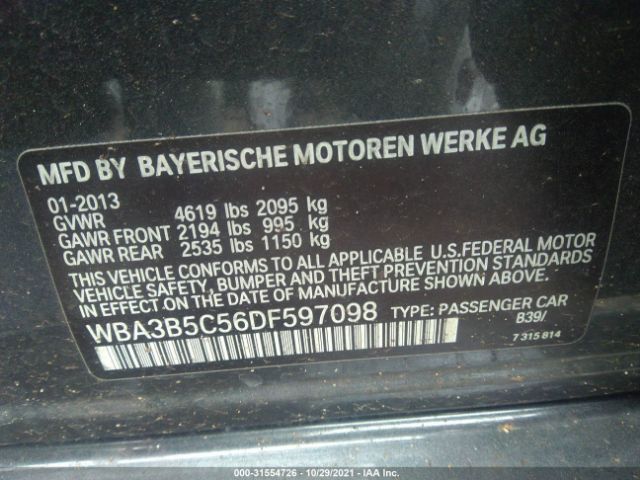 MFD BY BAYERISCHE MOTOREN WERKE AG
01-2013
GVWR 4619 lbs 2095 kg
GAWR FRONT 2194 lbs 995 kg
GAWR REAR 2535 lbs 1150 kg
THIS VEHICLE CONFORMS TO ALL APPLICABLE U.S.FEDERAL MOTOR
VEHICLE SAFETY, BUMPER AND THEFT PREVENTION STANDARDS
IN EFFECT ON THE DATE OF MANUFACTURE SHOWN ABOVE.
WBA3B5C56DF597098 TYPE: PASSENGER CAR
B39/
7 315 814
000-31554726 - 10/29/2021 - IAA Inc.